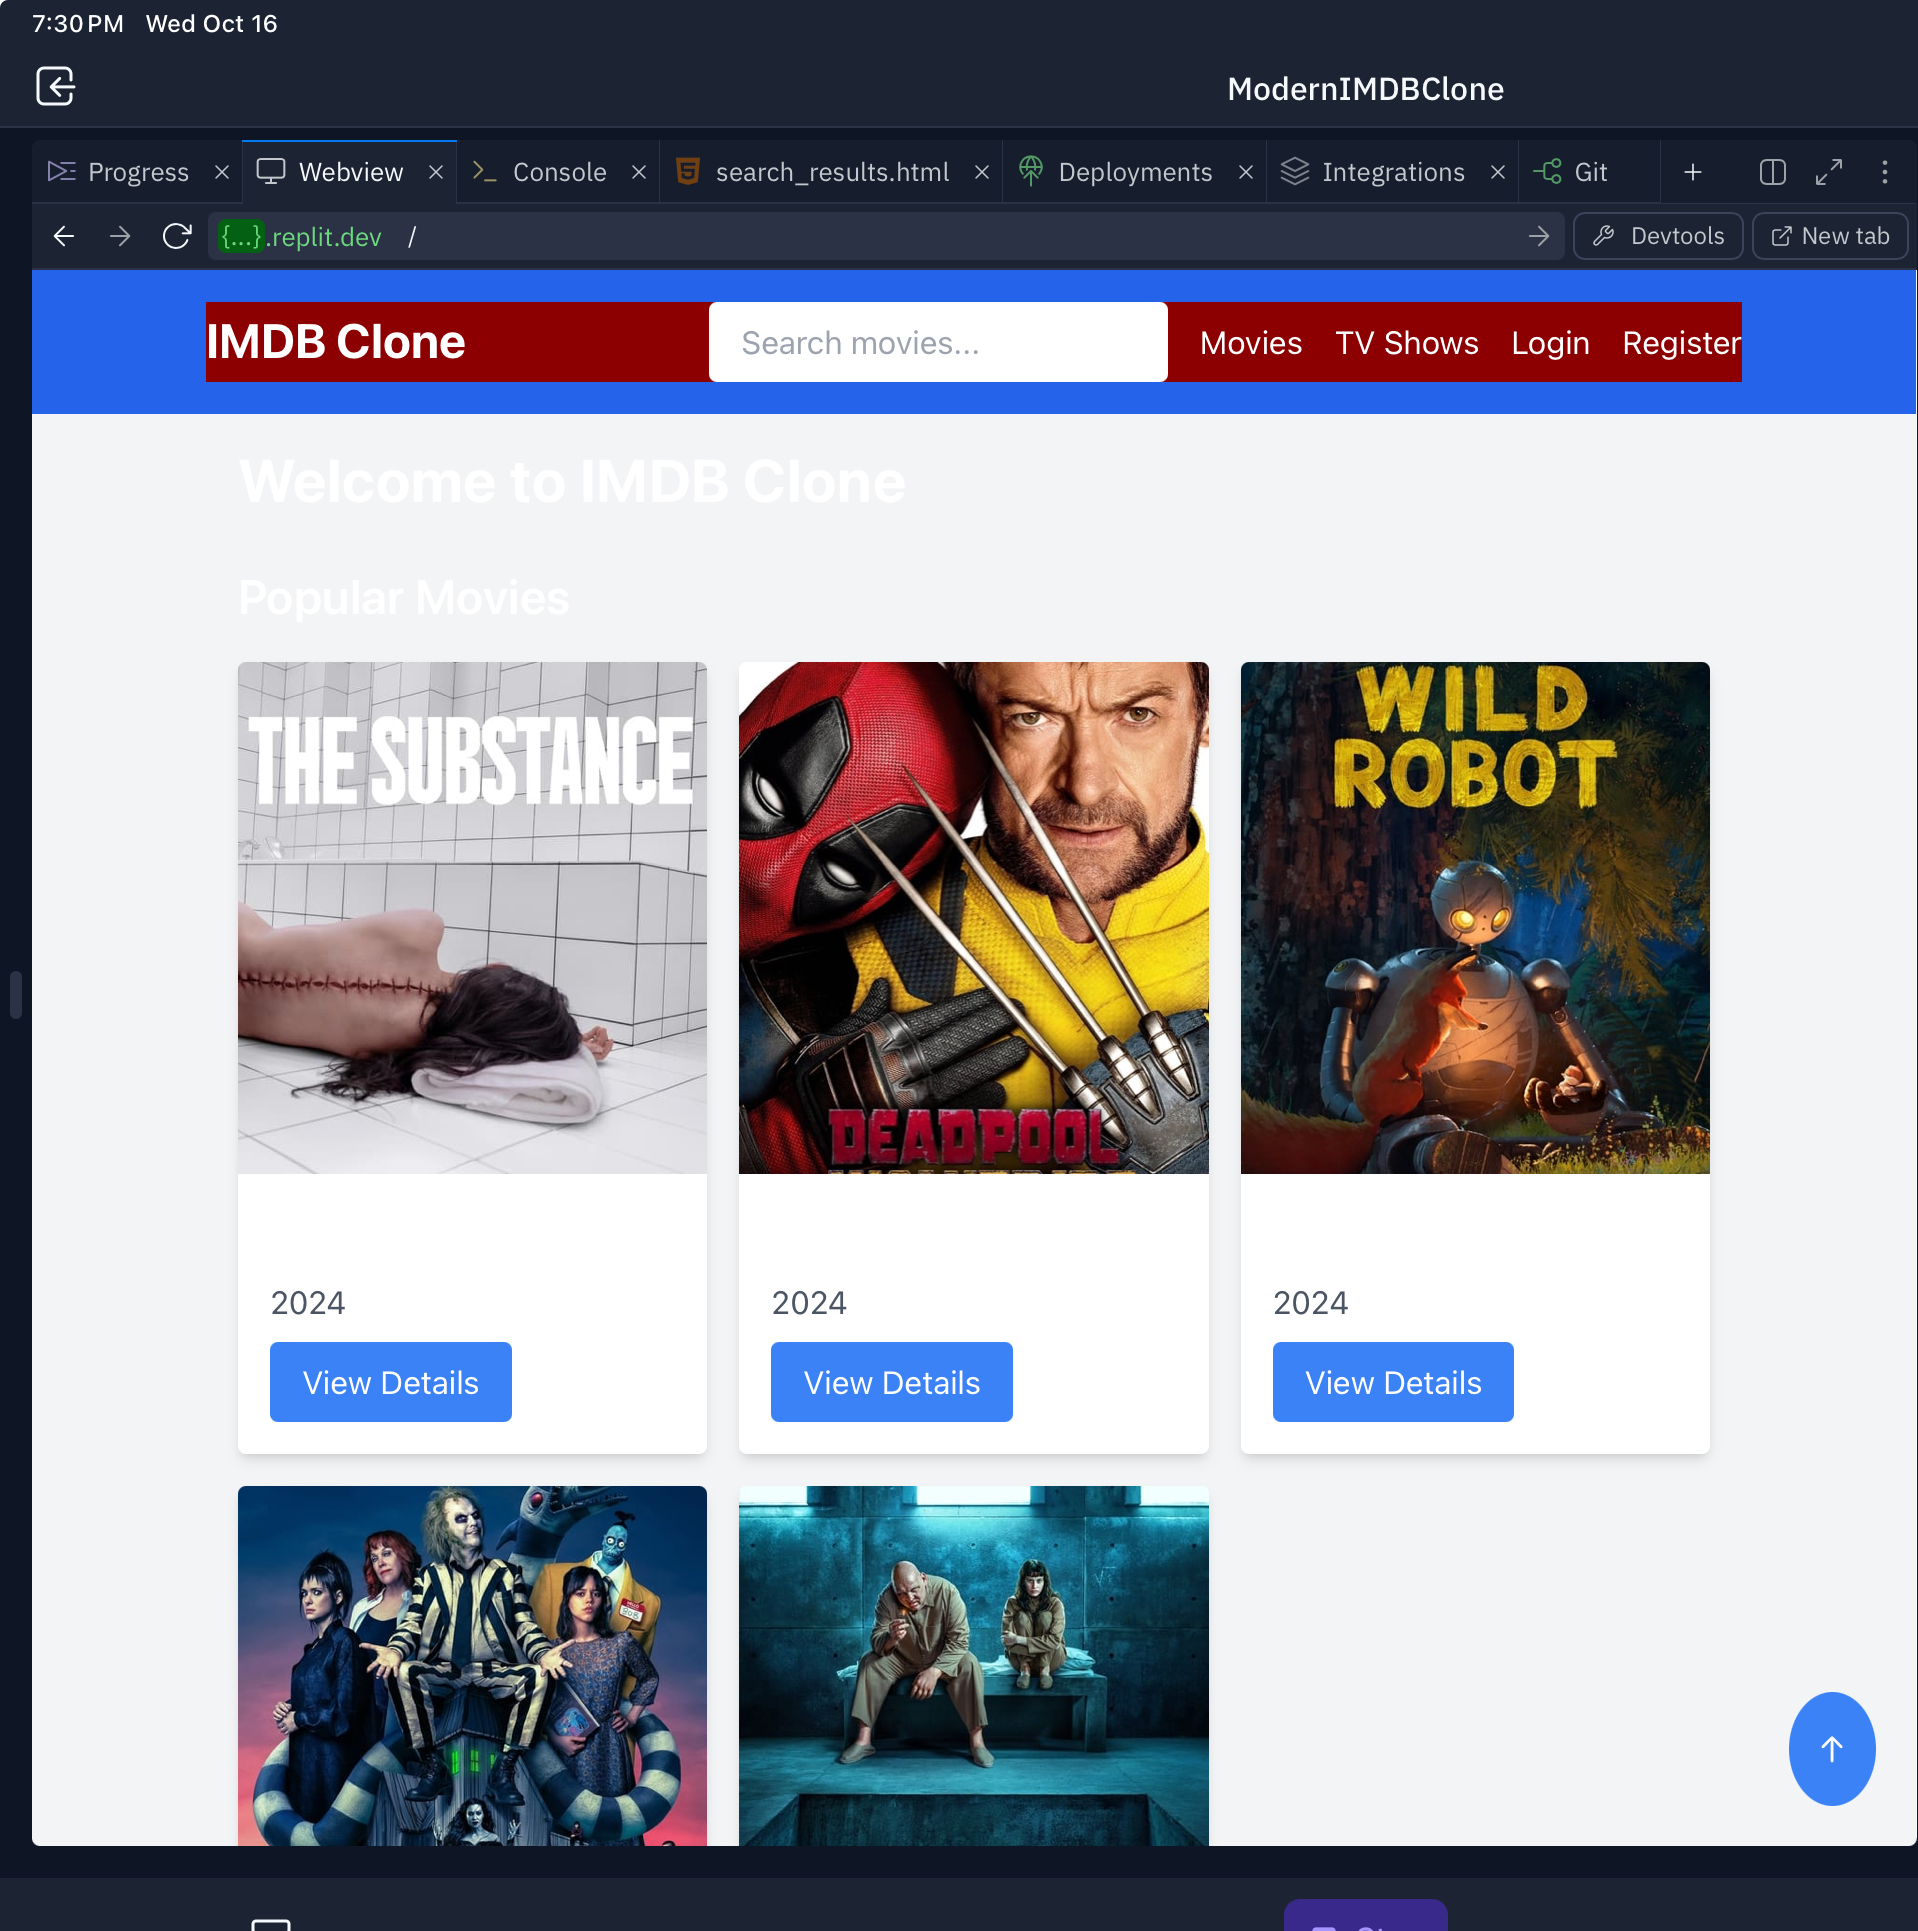 7:30 PM Wed Oct 16
ModernIMDBClone
Progress Webview Console search_results.html Deployments Integrations Git
{...}.replit.dev / Devtools New tab
IMDB Clone Search movies... Movies TV Shows Login Register
Welcome to IMDB Clone
Popular Movies
THE SUBSTANCE
DEADPOOL
WILD
ROBOT
2024 2024 2024
View Details View Details View Details